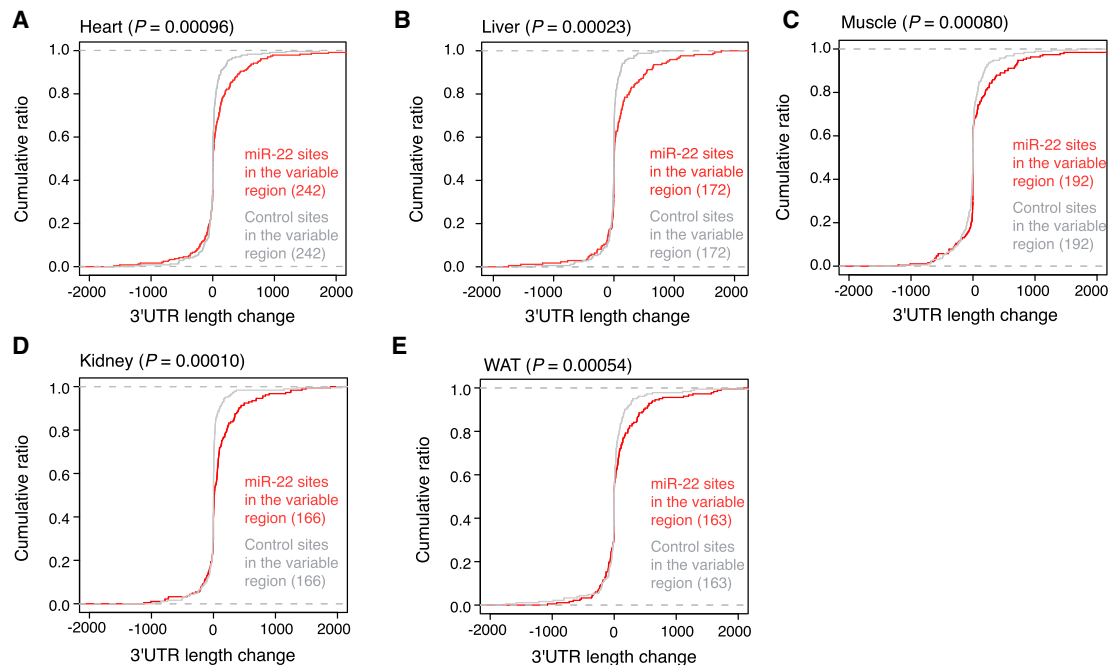 A
Heart (P = 0.00096)
Cumulative ratio
1.0
0.8
0.6
0.4
0.2
0.0
miR-22 sites
in the variable
region (242)
Control sites
in the variable
region (242)
-2000
-1000
0
1000
2000
3'UTR length change
B
Liver (P = 0.00023)
Cumulative ratio
1.0
0.8
0.6
0.4
0.2
0.0
miR-22 sites
in the variable
region (172)
Control sites
in the variable
region (172)
-2000
-1000
0
1000
2000
3'UTR length change
C
Muscle (P = 0.00080)
Cumulative ratio
1.0
0.8
0.6
0.4
0.2
0.0
miR-22 sites
in the variable
region (192)
Control sites
in the variable
region (192)
-2000
-1000
0
1000
2000
3'UTR length change
D
Kidney (P = 0.00010)
Cumulative ratio
1.0
0.8
0.6
0.4
0.2
0.0
miR-22 sites
in the variable
region (166)
Control sites
in the variable
region (166)
-2000
-1000
0
1000
2000
3'UTR length change
E
WAT (P = 0.00054)
Cumulative ratio
1.0
0.8
0.6
0.4
0.2
0.0
miR-22 sites
in the variable
region (163)
Control sites
in the variable
region (163)
-2000
-1000
0
1000
2000
3'UTR length change